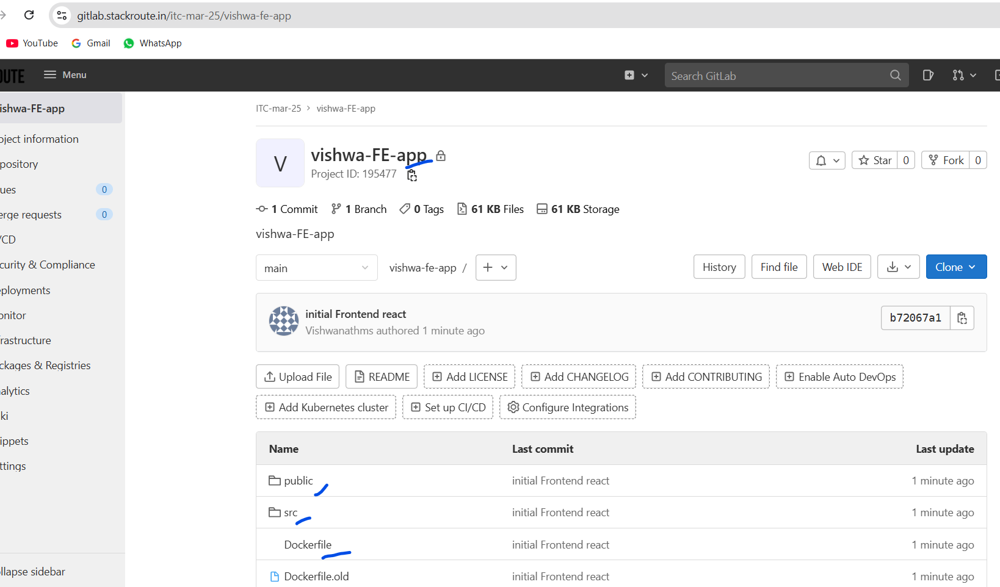 gitlab.stackroute.in/itc-mar-25/vishwa-fe-app
YouTube Gmail WhatsApp
OUTE Menu Search GitLab
ishwa-FE-app
ITC-mar-25 > vishwa-FE-app
oject information
pository
ues 0
erge requests 0
/CD
curity & Compliance
eployments
onitor
frastructure
ckages & Registries
nalytics
ki
ippets
ttings
ollapse sidebar
V
vishwa-FE-app
Project ID: 195477
Star 0 Fork 0
1 Commit 1 Branch 0 Tags 61 KB Files 61 KB Storage
vishwa-FE-app
main vishwa-fe-app / + History Find file Web IDE Clone
initial Frontend react
Vishwanathms authored 1 minute ago
b72067a1
Upload File README Add LICENSE Add CHANGELOG Add CONTRIBUTING Enable Auto DevOps
Add Kubernetes cluster Set up CI/CD Configure Integrations
Name Last commit Last update
public initial Frontend react 1 minute ago
src initial Frontend react 1 minute ago
Dockerfile initial Frontend react 1 minute ago
Dockerfile.old initial Frontend react 1 minute ago